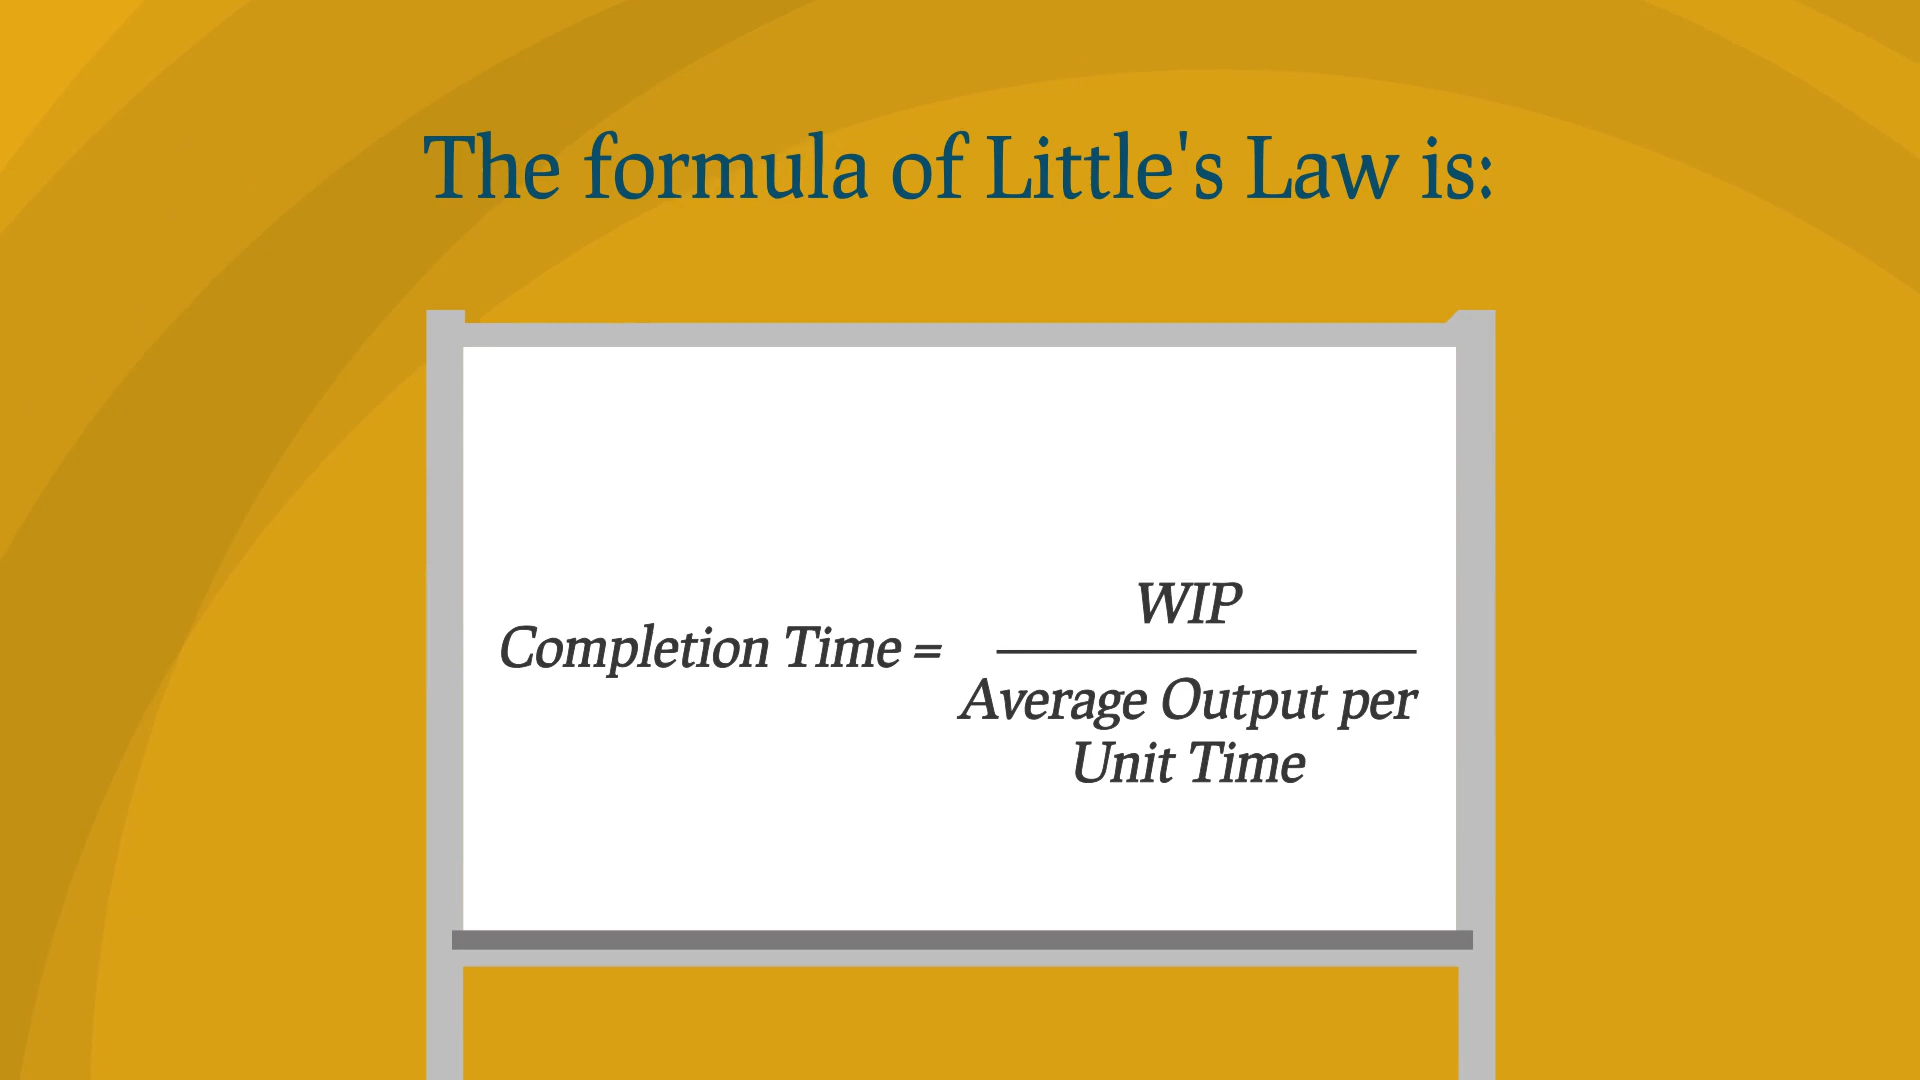 The formula of Little's Law is:
WIP
Completion Time =
Average Output per
Unit Time